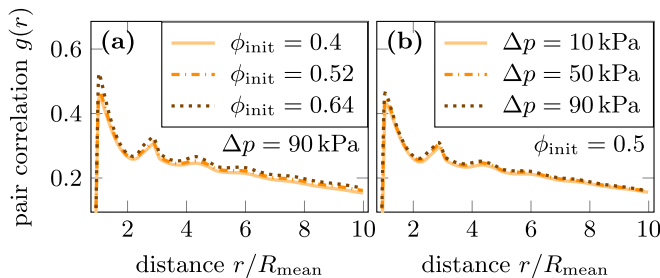 pair correlation g(r)
0.6
0.4
0.2
(a)
ϕinit = 0.4
ϕinit = 0.52
ϕinit = 0.64
Δp = 90 kPa
2 4 6 8 10
distance r/Rmean
(b)
Δp = 10 kPa
Δp = 50 kPa
Δp = 90 kPa
ϕinit = 0.5
2 4 6 8 10
distance r/Rmean